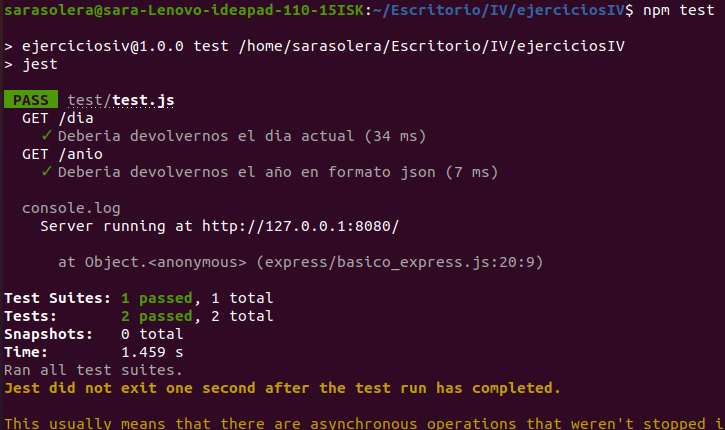 sarasolera@sara-Lenovo-ideapad-110-15ISK:~/Escritorio/IV/ejerciciosIV$ npm test
> ejerciciosiv@1.0.0 test /home/sarasolera/Escritorio/IV/ejerciciosIV
> jest
PASS test/test.js
GET /dia
✓ Deberia devolvernos el dia actual (34 ms)
GET /anio
✓ Deberia devolvernos el año en formato json (7 ms)
console.log
Server running at http://127.0.0.1:8080/
at Object.<anonymous> (express/basico_express.js:20:9)
Test Suites: 1 passed, 1 total
Tests: 2 passed, 2 total
Snapshots: 0 total
Time: 1.459 s
Ran all test suites.
Jest did not exit one second after the test run has completed.
This usually means that there are asynchronous operations that weren't stopped i